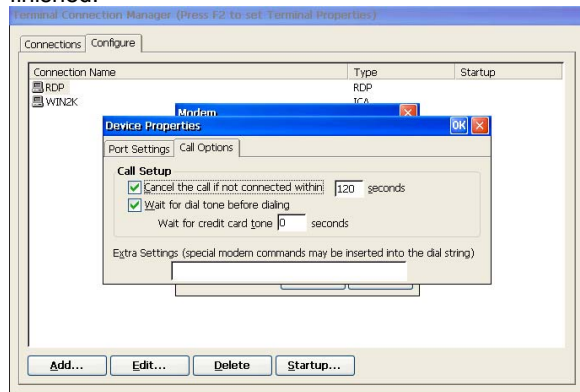 finished.
Terminal Connection Manager (Press F2 to set Terminal Properties)
Connections Configure
Connection Name Type Startup
RDP RDP
WIN2K ICA
Modem
Device Properties OK
Port Settings Call Options
Call Setup
Cancel the call if not connected within 120 seconds
Wait for dial tone before dialing
Wait for credit card tone 0 seconds
Extra Settings (special modem commands may be inserted into the dial string)
Add... Edit... Delete Startup...